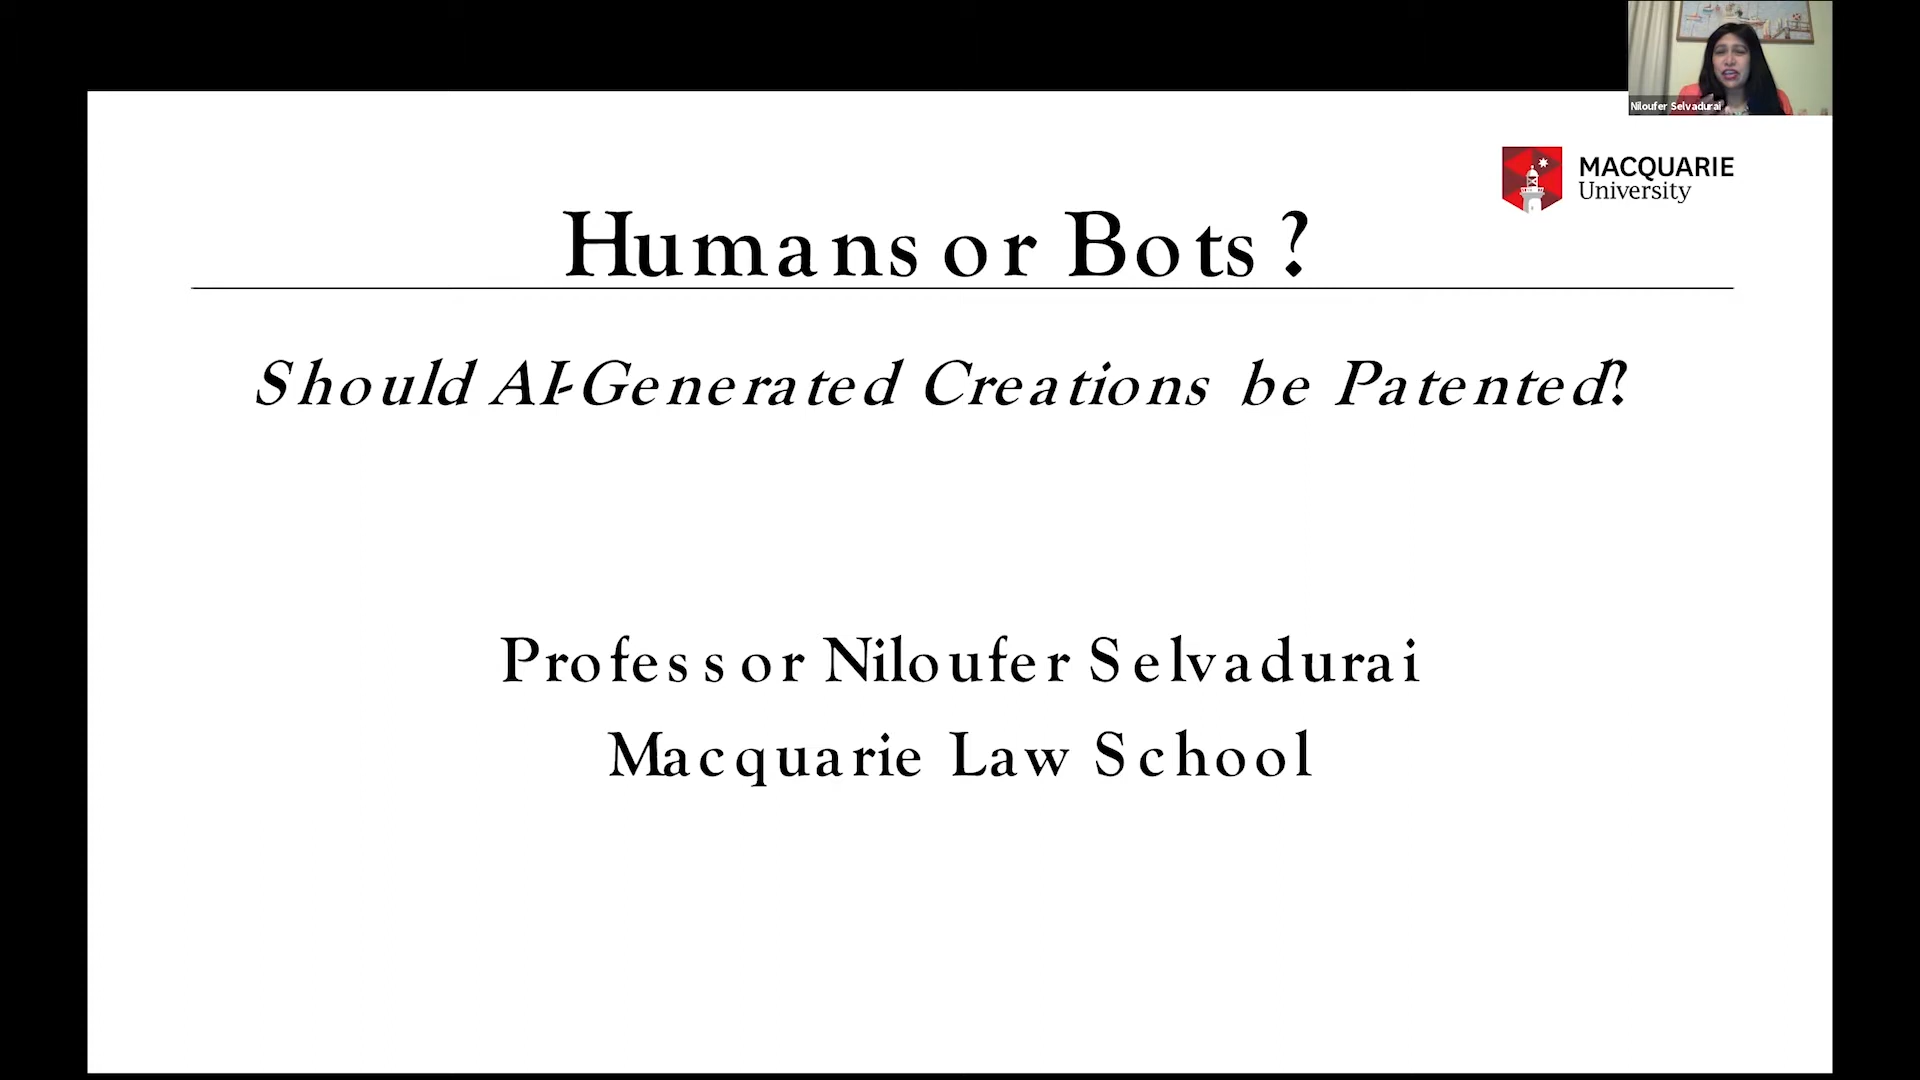 Niloufer Selvadurai
MACQUARIE
University
Humans or Bots?
Should AI-Generated Creations be Patented?
Professor Niloufer Selvadurai
Macquarie Law School